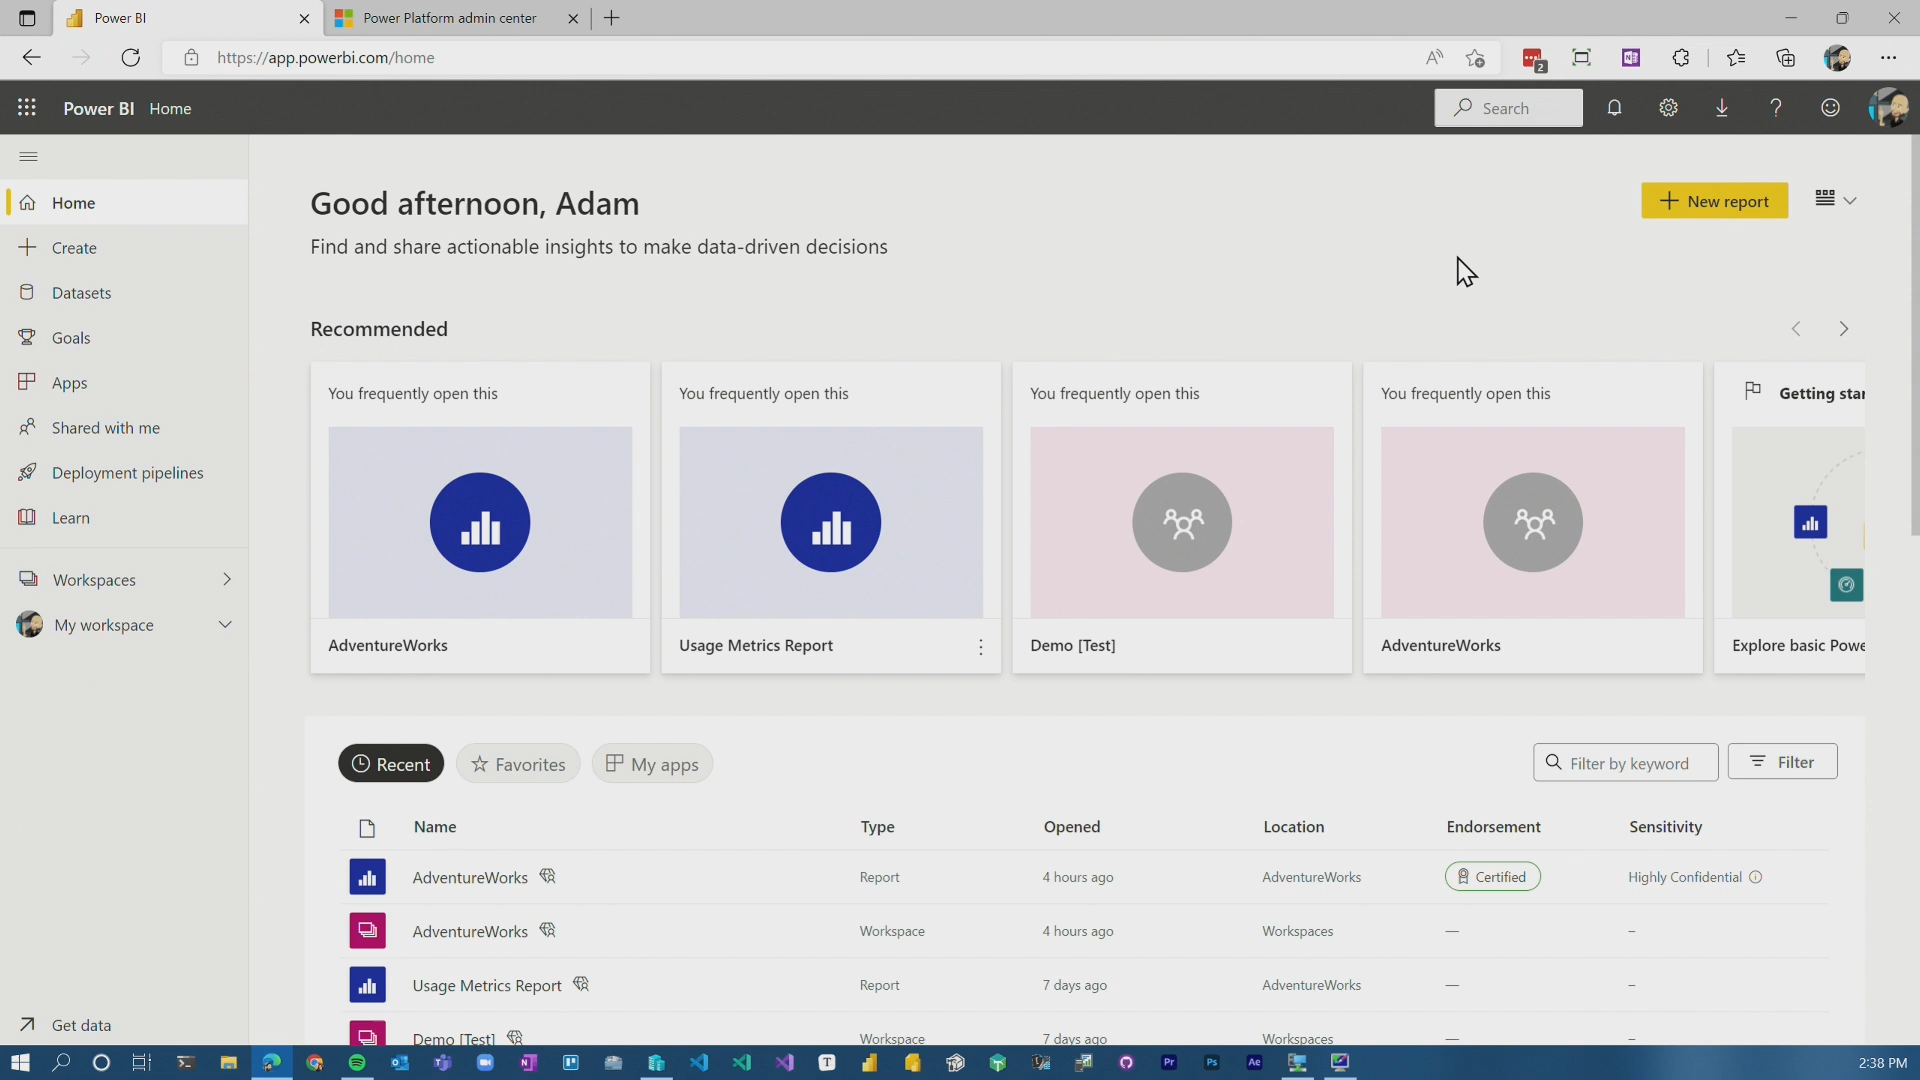 Power BI
Power Platform admin center
https://app.powerbi.com/home
2
Power BI Home
Search
Home
Create
Datasets
Goals
Apps
Shared with me
Deployment pipelines
Learn
Workspaces
My workspace
Get data
Good afternoon, Adam
Find and share actionable insights to make data-driven decisions
New report
Recommended
You frequently open this
AdventureWorks
You frequently open this
Usage Metrics Report
You frequently open this
Demo [Test]
You frequently open this
AdventureWorks
Getting star
Explore basic Powe
Recent
Favorites
My apps
Filter by keyword
Filter
Name Type Opened Location Endorsement Sensitivity
AdventureWorks Report 4 hours ago AdventureWorks Certified Highly Confidential
AdventureWorks Workspace 4 hours ago Workspaces — –
Usage Metrics Report Report 7 days ago AdventureWorks — –
Demo [Test] Workspace 7 days ago Workspaces — –
T
Pr
Ps
Ae
2:38 PM